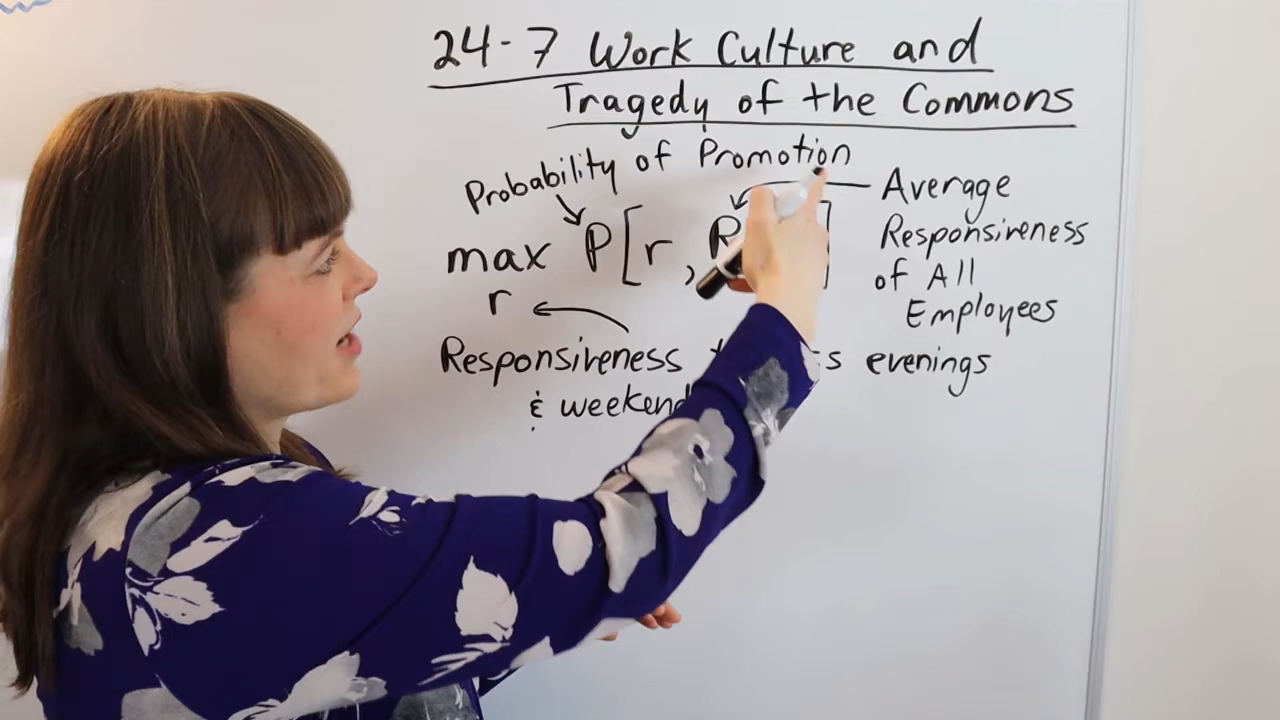 24-7 Work Culture and
Tragedy of the Commons
Probability of Promotion
max P[r, R ]
r
Average
Responsireness
of All
Employees
Responsiveness evenings
& weekend